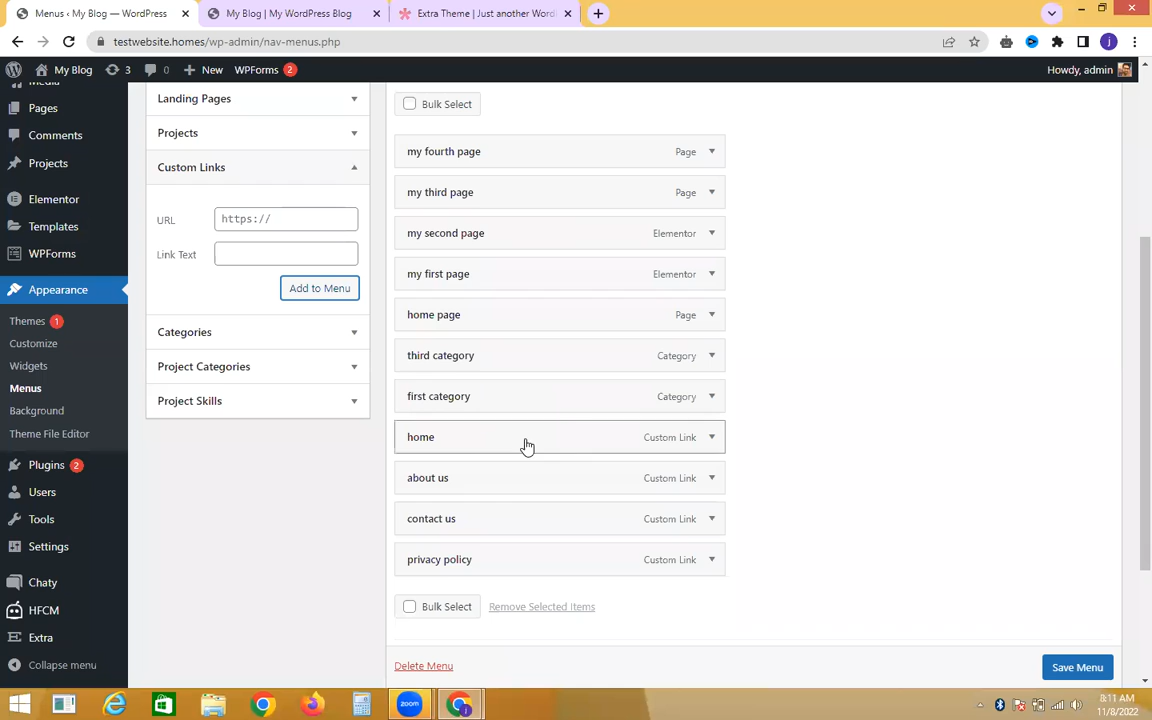 Menus ‹ My Blog — WordPress
My Blog | My WordPress Blog
Extra Theme | Just another Word
testwebsite.homes/wp-admin/nav-menus.php
j
My Blog
3
0
New
WPForms 2
Howdy, admin
Media
Pages
Comments
Projects
Elementor
Templates
WPForms
Appearance
Themes 1
Customize
Widgets
Menus
Background
Theme File Editor
Plugins 2
Users
Tools
Settings
Chaty
HFCM
Extra
Collapse menu
Landing Pages
Projects
Custom Links
URL
https://
Link Text
Add to Menu
Categories
Project Categories
Project Skills
Bulk Select
my fourth page Page
my third page Page
my second page Elementor
my first page Elementor
home page Page
third category Category
first category Category
home Custom Link
about us Custom Link
contact us Custom Link
privacy policy Custom Link
Bulk Select Remove Selected Items
Delete Menu
Save Menu
zoom
j
8:11 AM
11/8/2022